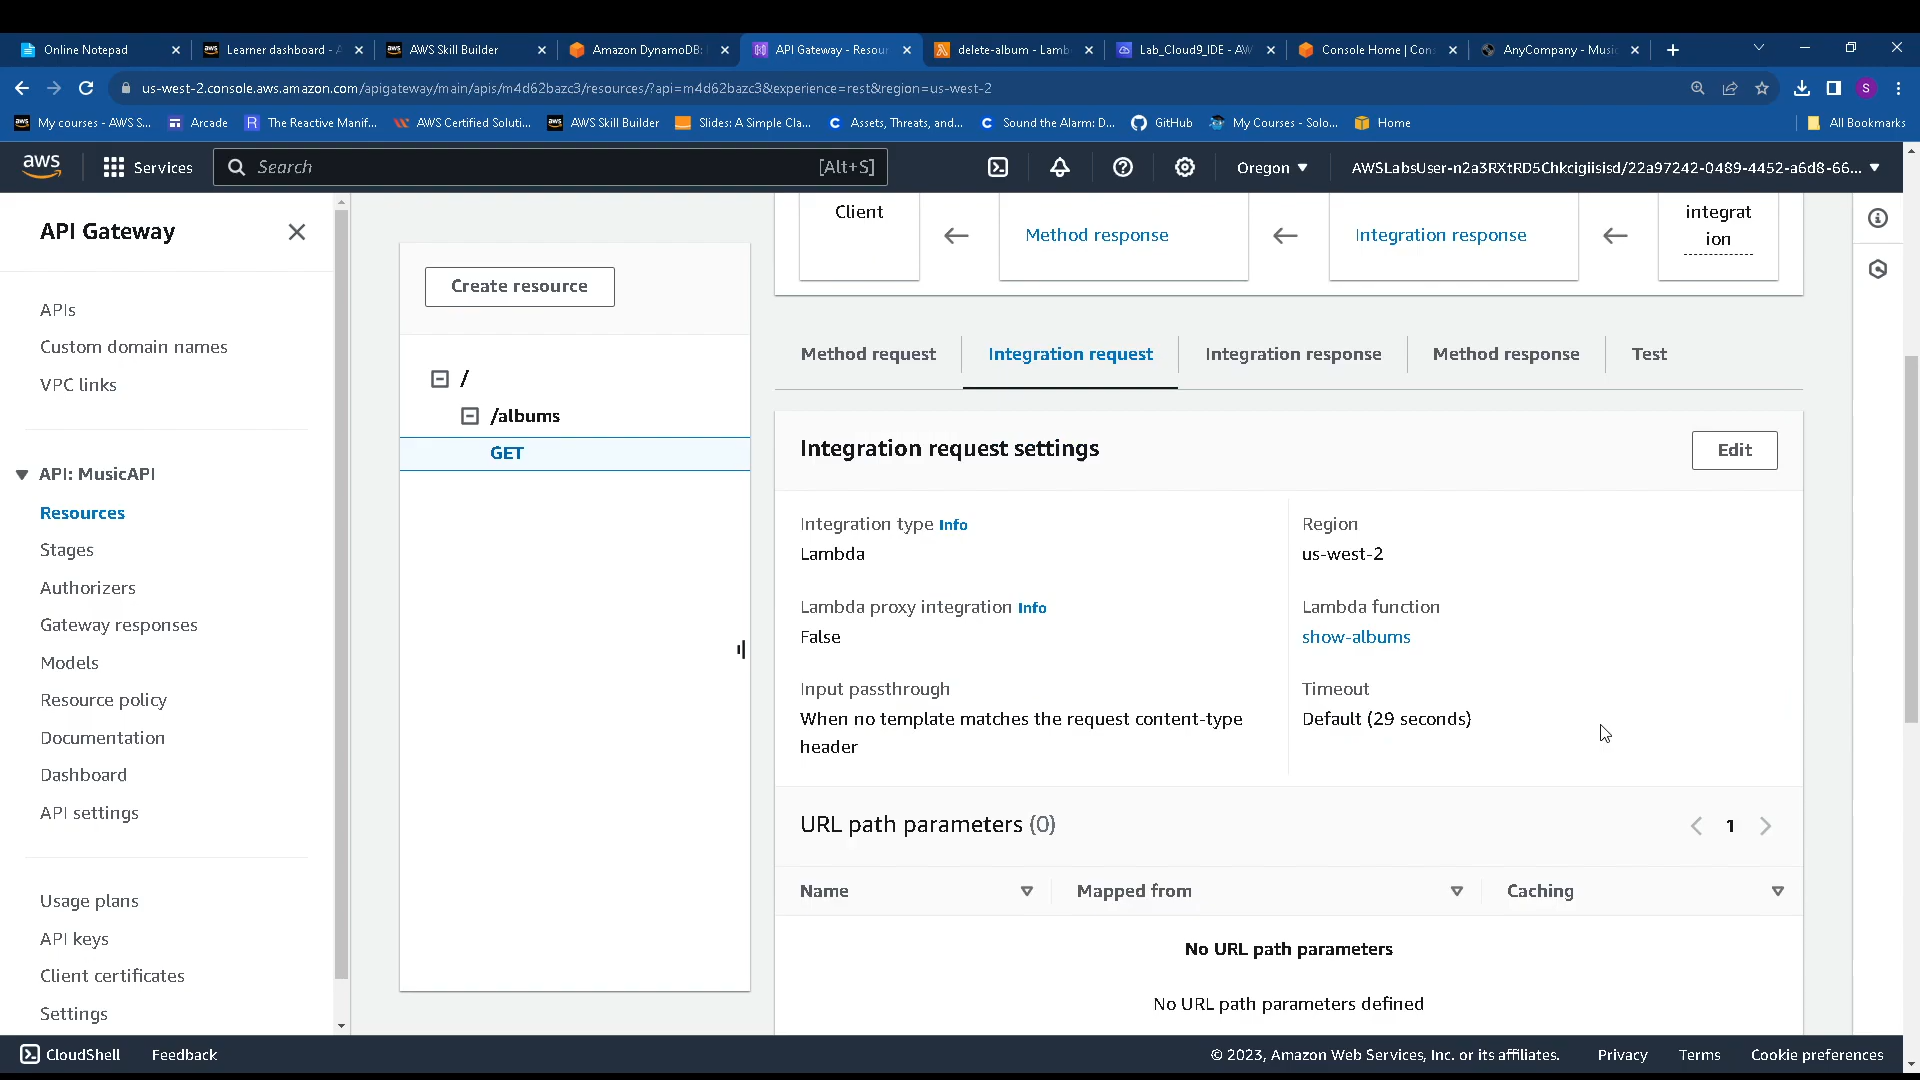 Online Notepad
Learner dashboard - A
AWS Skill Builder
Amazon DynamoDB:
API Gateway - Resour
delete-album - Lamb
Lab_Cloud9_IDE - AW
Console Home | Con
AnyCompany - Music
us-west-2.console.aws.amazon.com/apigateway/main/apis/m4d62bazc3/resources/?api=m4d62bazc3&experience=rest&region=us-west-2
S
aws My courses - AWS S...
Arcade
R The Reactive Manif...
AWS Certified Soluti...
aws AWS Skill Builder
Slides: A Simple Cla...
C Assets, Threats, and...
C Sound the Alarm: D...
GitHub
My Courses - Solo...
Home
All Bookmarks
aws
Services
Search
[Alt+S]
Oregon
AWSLabsUser-n2a3RXtRD5Chkcigiisisd/22a97242-0489-4452-a6d8-66...
API Gateway
APIs
Custom domain names
VPC links
API: MusicAPI
Resources
Stages
Authorizers
Gateway responses
Models
Resource policy
Documentation
Dashboard
API settings
Usage plans
API keys
Client certificates
Settings
Create resource
/
/albums
GET
Client
Method response
Integration response
integrat
ion
Method request
Integration request
Integration response
Method response
Test
Integration request settings
Edit
Integration type Info
Lambda
Region
us-west-2
Lambda proxy integration Info
False
Lambda function
show-albums
Input passthrough
When no template matches the request content-type
header
Timeout
Default (29 seconds)
URL path parameters (0)
1
Name
Mapped from
Caching
No URL path parameters
No URL path parameters defined
CloudShell
Feedback
© 2023, Amazon Web Services, Inc. or its affiliates.
Privacy
Terms
Cookie preferences